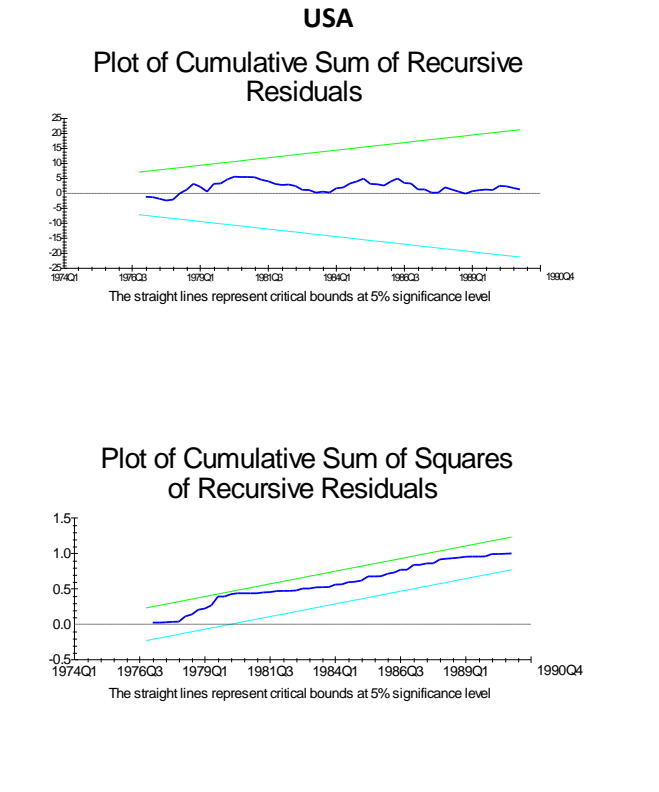 USA
Plot of Cumulative Sum of Recursive
Residuals
25
20
15
10
5
0
-5
-10
-15
-20
-25
1974Q1 1976Q3 1979Q1 1981Q3 1984Q1 1986Q3 1989Q1 1990Q4
The straight lines represent critical bounds at 5% significance level
Plot of Cumulative Sum of Squares
of Recursive Residuals
1.5
1.0
0.5
0.0
-0.5
1974Q1 1976Q3 1979Q1 1981Q3 1984Q1 1986Q3 1989Q1 1990Q4
The straight lines represent critical bounds at 5% significance level